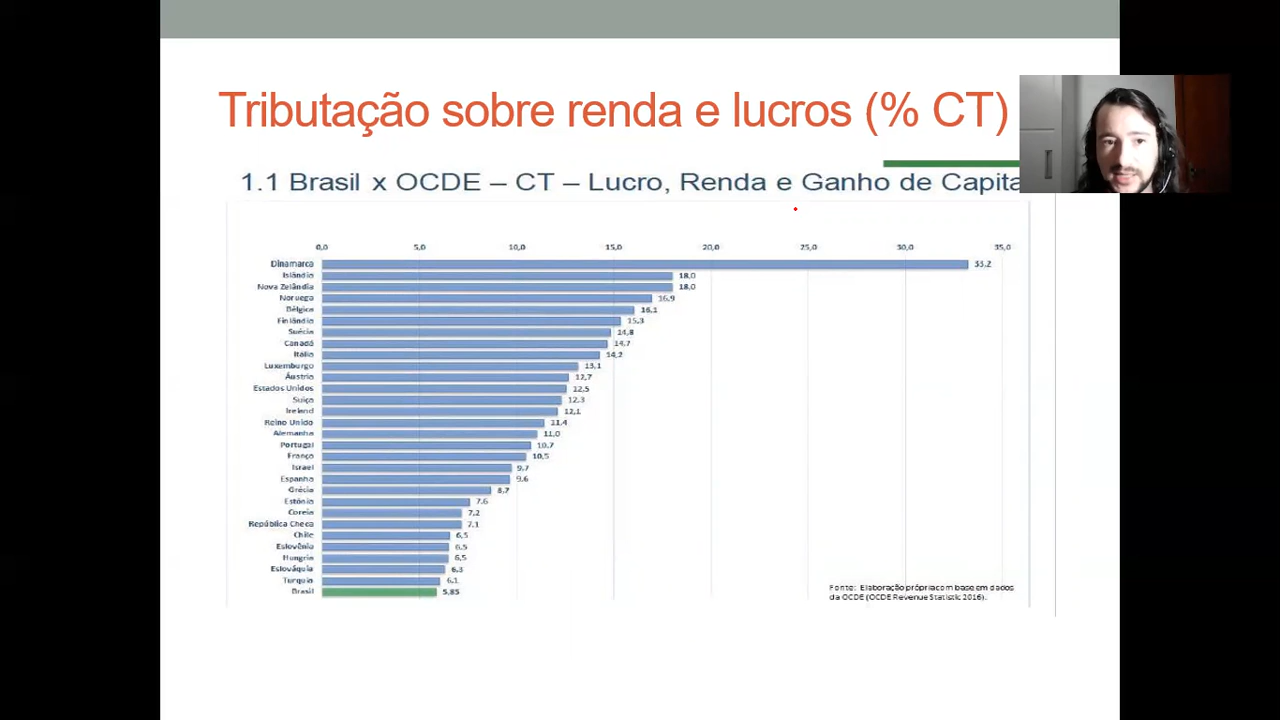 Tributação sobre renda e lucros (% CT)
1.1 Brasil x OCDE – CT – Lucro, Renda e Ganho de Capita
0,0 5,0 10,0 15,0 20,0 25,0 30,0 35,0
Dinamarca 33,2
Islândia 18,0
Nova Zelândia 18,0
Noruega 16,9
Bélgica 16,1
Finlândia 15,3
Suécia 14,8
Canadá 14,7
Itália 14,2
Luxemburgo 13,1
Áustria 12,7
Estados Unidos 12,5
Suiça 12,3
Ireland 12,1
Reino Unido 11,4
Alemanha 11,0
Portugal 10,7
França 10,5
Israel 9,7
Espanha 9,6
Grécia 8,7
Estônia 7,6
Coreia 7,2
República Checa 7,1
Chile 6,5
Eslovênia 6,5
Hungria 6,5
Eslováquia 6,3
Turquia 6,1
Brasil 5,85
Fonte: Elaboração própria com base em dados
da OCDE (OCDE Revenue Statistic 2016).